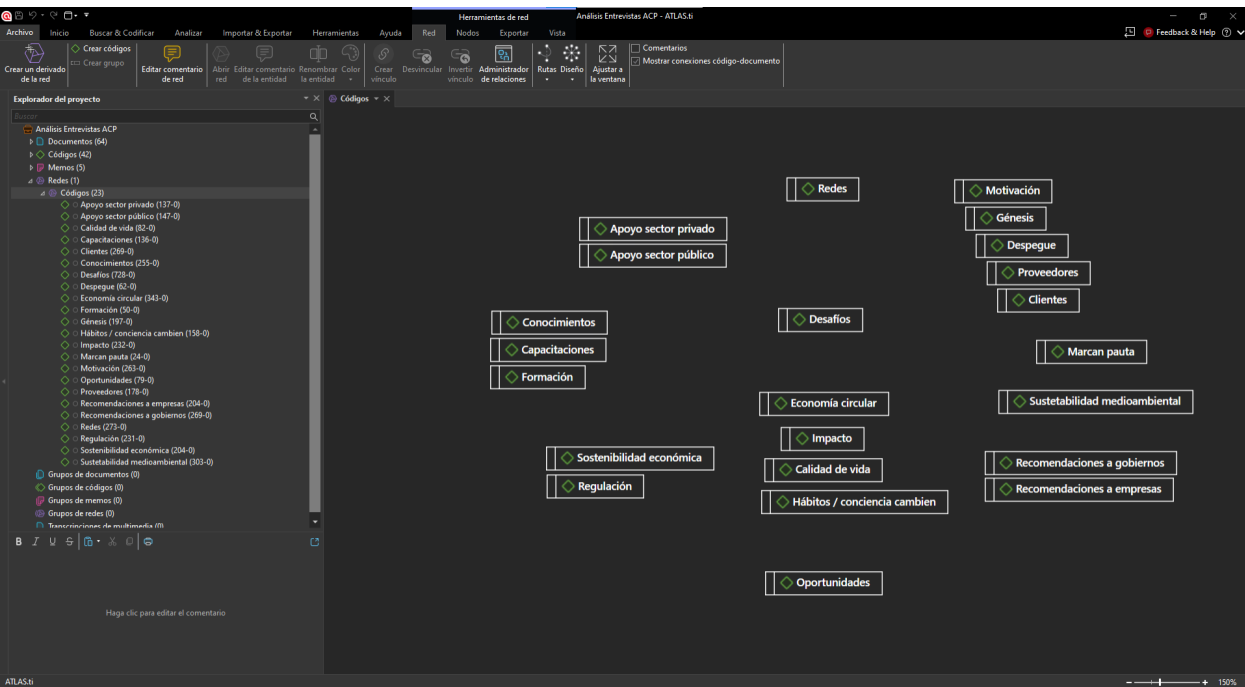 Herramientas de red
Análisis Entrevistas ACP - ATLAS.ti
Archivo Inicio Buscar & Codificar Analizar Importar & Exportar Herramientas Ayuda Red Nodos Exportar Vista Feedback & Help
Crear un derivado de la red
Crear códigos
Crear grupo
Editar comentario de red
Abrir red
Editar comentario de la entidad
Renombrar la entidad
Color
Crear vínculo
Desvincular
Invertir vínculo
Administrador de relaciones
Rutas
Diseño
Ajustar a la ventana
Comentarios
Mostrar conexiones código-documento
Explorador del proyecto
Buscar
Análisis Entrevistas ACP
Documentos (64)
Códigos (42)
Memos (5)
Redes (1)
Códigos (23)
Apoyo sector privado (137-0)
Apoyo sector público (147-0)
Calidad de vida (82-0)
Capacitaciones (136-0)
Clientes (269-0)
Conocimientos (255-0)
Desafíos (728-0)
Despegue (62-0)
Economía circular (343-0)
Formación (50-0)
Génesis (197-0)
Hábitos / conciencia cambien (158-0)
Impacto (232-0)
Marcan pauta (24-0)
Motivación (263-0)
Oportunidades (79-0)
Proveedores (178-0)
Recomendaciones a empresas (204-0)
Recomendaciones a gobiernos (269-0)
Redes (273-0)
Regulación (231-0)
Sostenibilidad económica (204-0)
Sustetabilidad medioambiental (303-0)
Grupos de documentos (0)
Grupos de códigos (0)
Grupos de memos (0)
Grupos de redes (0)
Transcripciones de multimedia (0)
B I U S
Haga clic para editar el comentario
Códigos
Redes
Motivación
Génesis
Apoyo sector privado
Despegue
Apoyo sector público
Proveedores
Clientes
Conocimientos
Desafíos
Capacitaciones
Marcan pauta
Formación
Economía circular
Sustetabilidad medioambiental
Impacto
Sostenibilidad económica
Recomendaciones a gobiernos
Calidad de vida
Regulación
Recomendaciones a empresas
Hábitos / conciencia cambien
Oportunidades
ATLAS.ti
150%